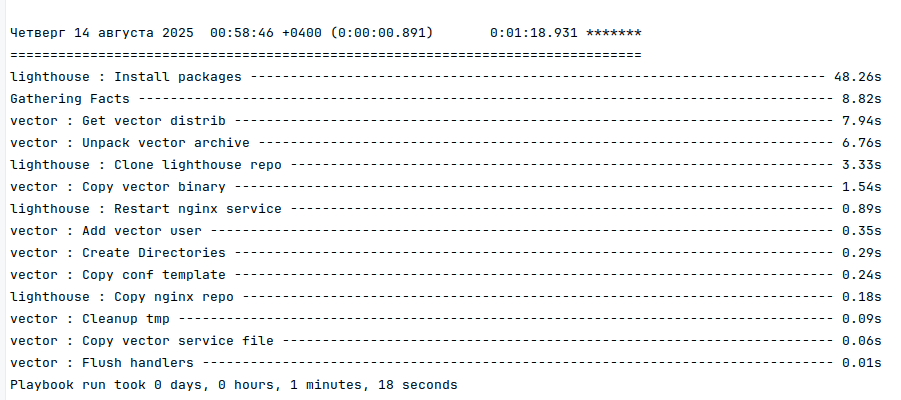 Четверг 14 августа 2025  00:58:46 +0400 (0:00:00.891)       0:01:18.931 *******
===============================================================================
lighthouse : Install packages ------------------------------------------------------------------------ 48.26s
Gathering Facts --------------------------------------------------------------------------------------- 8.82s
vector : Get vector distrib --------------------------------------------------------------------------- 7.94s
vector : Unpack vector archive ------------------------------------------------------------------------ 6.76s
lighthouse : Clone lighthouse repo -------------------------------------------------------------------- 3.33s
vector : Copy vector binary --------------------------------------------------------------------------- 1.54s
lighthouse : Restart nginx service -------------------------------------------------------------------- 0.89s
vector : Add vector user ------------------------------------------------------------------------------ 0.35s
vector : Create Directories --------------------------------------------------------------------------- 0.29s
vector : Copy conf template --------------------------------------------------------------------------- 0.24s
lighthouse : Copy nginx repo -------------------------------------------------------------------------- 0.18s
vector : Cleanup tmp ---------------------------------------------------------------------------------- 0.09s
vector : Copy vector service file --------------------------------------------------------------------- 0.06s
vector : Flush handlers ------------------------------------------------------------------------------- 0.01s
Playbook run took 0 days, 0 hours, 1 minutes, 18 seconds